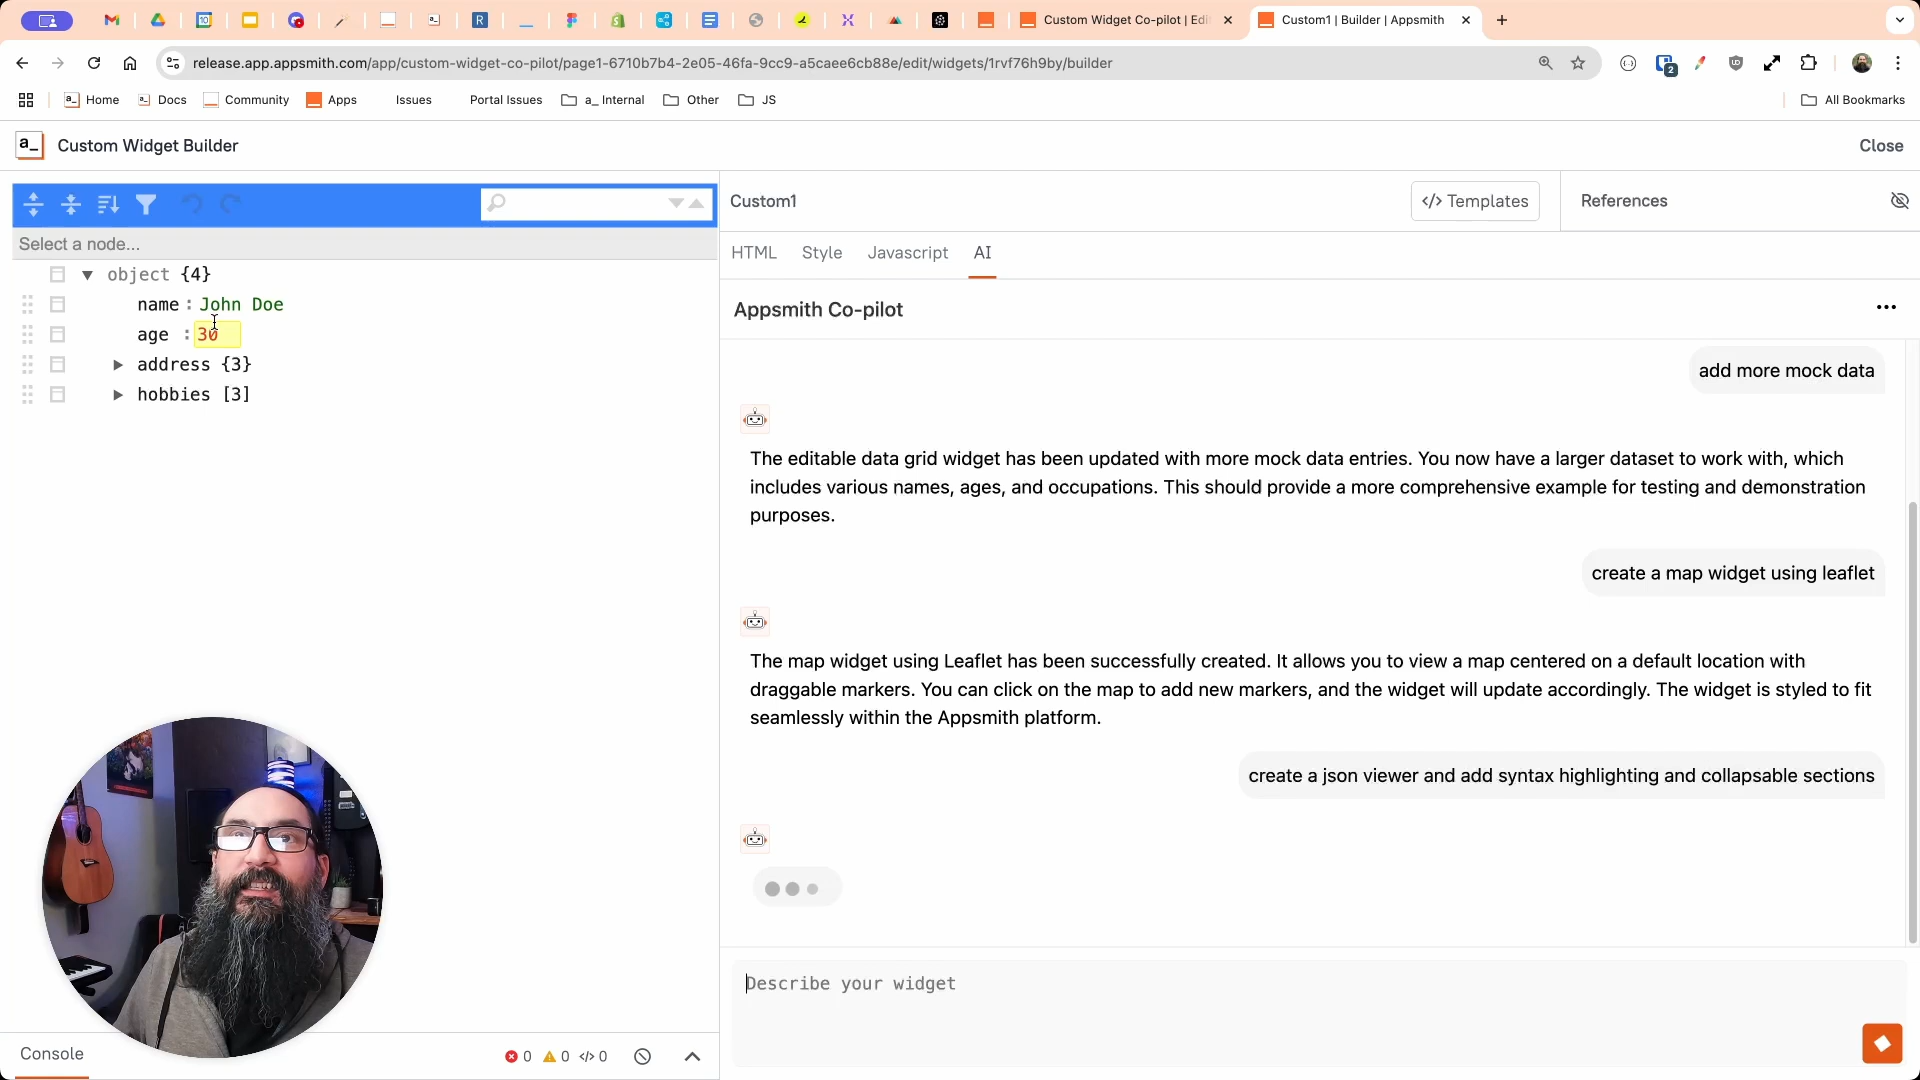 Custom Widget Co-pilot | Edi
Custom1 | Builder | Appsmith
release.app.appsmith.com/app/custom-widget-co-pilot/page1-6710b7b4-2e05-46fa-9cc9-a5caee6cb88e/edit/widgets/1rvf76h9by/builder
2
Home
Docs
Community
Apps
Issues
Portal Issues
a_ Internal
Other
JS
All Bookmarks
a_
Custom Widget Builder
Close
Custom1
</> Templates
References
Select a node...
HTML
Style
Javascript
AI
object {4}
name : John Doe
age : 30
address {3}
hobbies [3]
Appsmith Co-pilot
add more mock data
The editable data grid widget has been updated with more mock data entries. You now have a larger dataset to work with, which
includes various names, ages, and occupations. This should provide a more comprehensive example for testing and demonstration
purposes.
create a map widget using leaflet
The map widget using Leaflet has been successfully created. It allows you to view a map centered on a default location with
draggable markers. You can click on the map to add new markers, and the widget will update accordingly. The widget is styled to fit
seamlessly within the Appsmith platform.
create a json viewer and add syntax highlighting and collapsable sections
Describe your widget
Console
0
0
</> 0